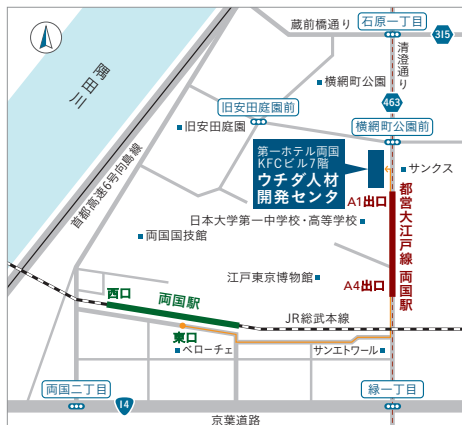 蔵前橋通り
石原一丁目
315
清澄通り
隅田川
横網町公園
463
旧安田庭園前
旧安田庭園
横網町公園前
第一ホテル両国
KFCビル7階
ウチダ人材
開発センタ
サンクス
首都高速6号向島線
A1出口
都営大江戸線 両国駅
日本大学第一中学校・高等学校
両国国技館
江戸東京博物館
A4出口
西口
両国駅
JR総武本線
東口
ベローチェ
サンエトワール
両国二丁目
14
緑一丁目
京葉道路